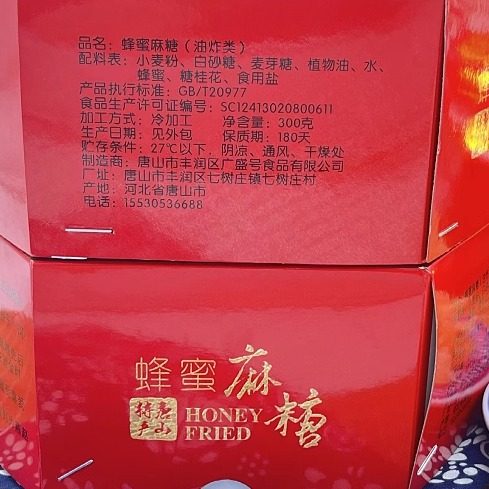 品名：蜂蜜麻糖（油炸类）
配料表：小麦粉、白砂糖、麦芽糖、植物油、水、
蜂蜜、糖桂花、食用盐
产品执行标准：GB/T20977
食品生产许可证编号：SC12413020800611
加工方式：冷加工 净含量：300克
生产日期：见外包 保质期：180天
贮存条件：27℃以下，阴凉、通风、干燥处
制造商：唐山市丰润区广盛号食品有限公司
厂址：唐山市丰润区七树庄镇七树庄村
产地：河北省唐山市
电话：15530536688
蜂蜜麻糖
唐山特产
HONEY
FRIED